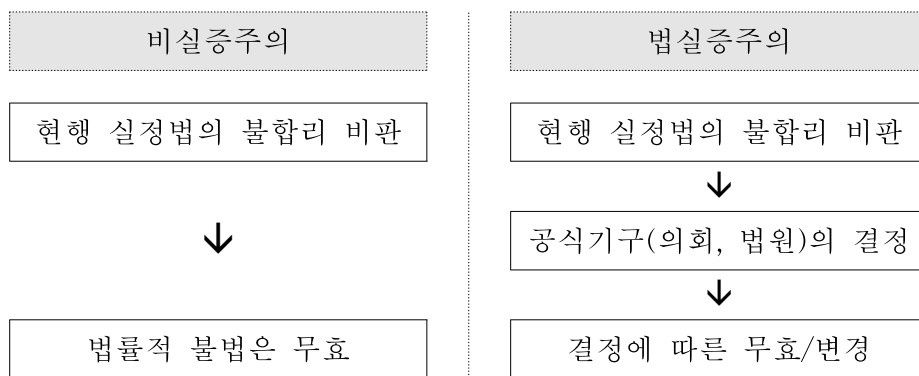 비실증주의
현행 실정법의 불합리 비판
법률적 불법은 무효
법실증주의
현행 실정법의 불합리 비판
공식기구(의회, 법원)의 결정
결정에 따른 무효/변경